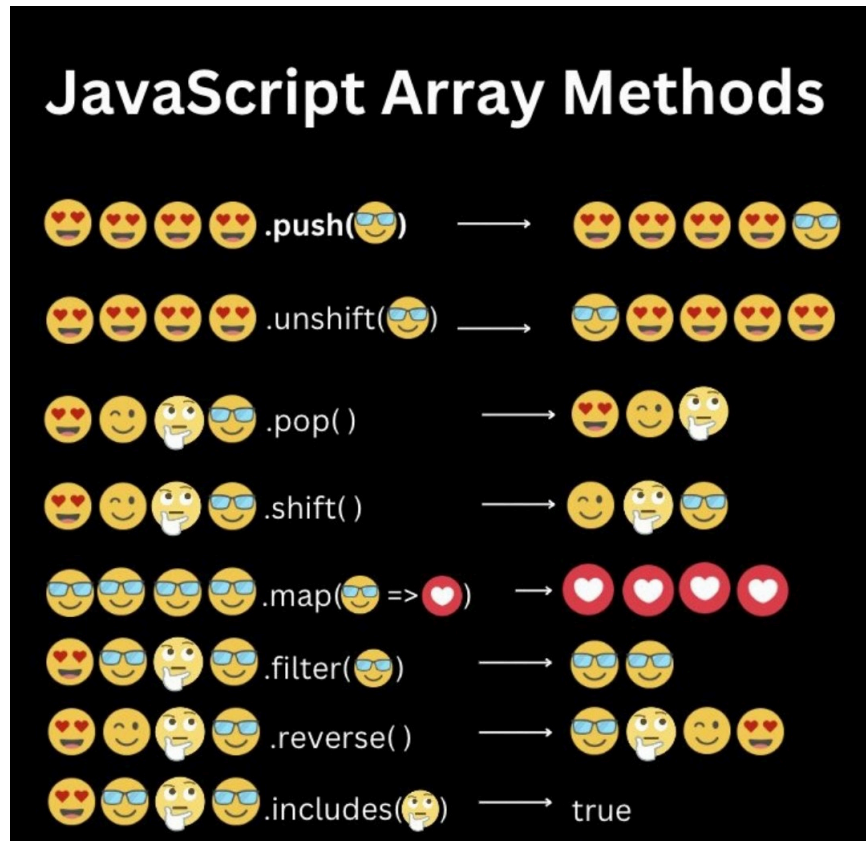 JavaScript Array Methods
😍😍😍😍.push(😎) ⟶ 😍😍😍😍😎
😍😍😍😍.unshift(😎) ⟶ 😎😍😍😍😍
😍😉🤔😎.pop( ) ⟶ 😍😉🤔
😍😉🤔😎.shift( ) ⟶ 😉🤔😎
😎😎😎😎.map(😎 => ❤) → ❤❤❤❤
😍😎🤔😎.filter(😎) ⟶ 😎😎
😍😉🤔😎.reverse( ) ⟶ 😎🤔😉😍
😍😎🤔😎.includes(🤔) ⟶ true